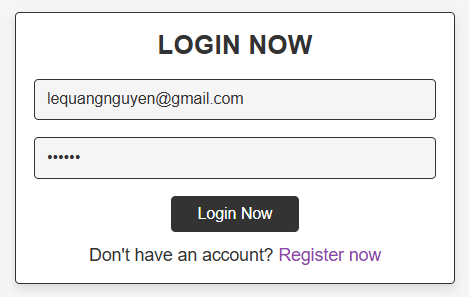 LOGIN NOW
lequangnguyen@gmail.com
••••••
Login Now
Don't have an account? Register now